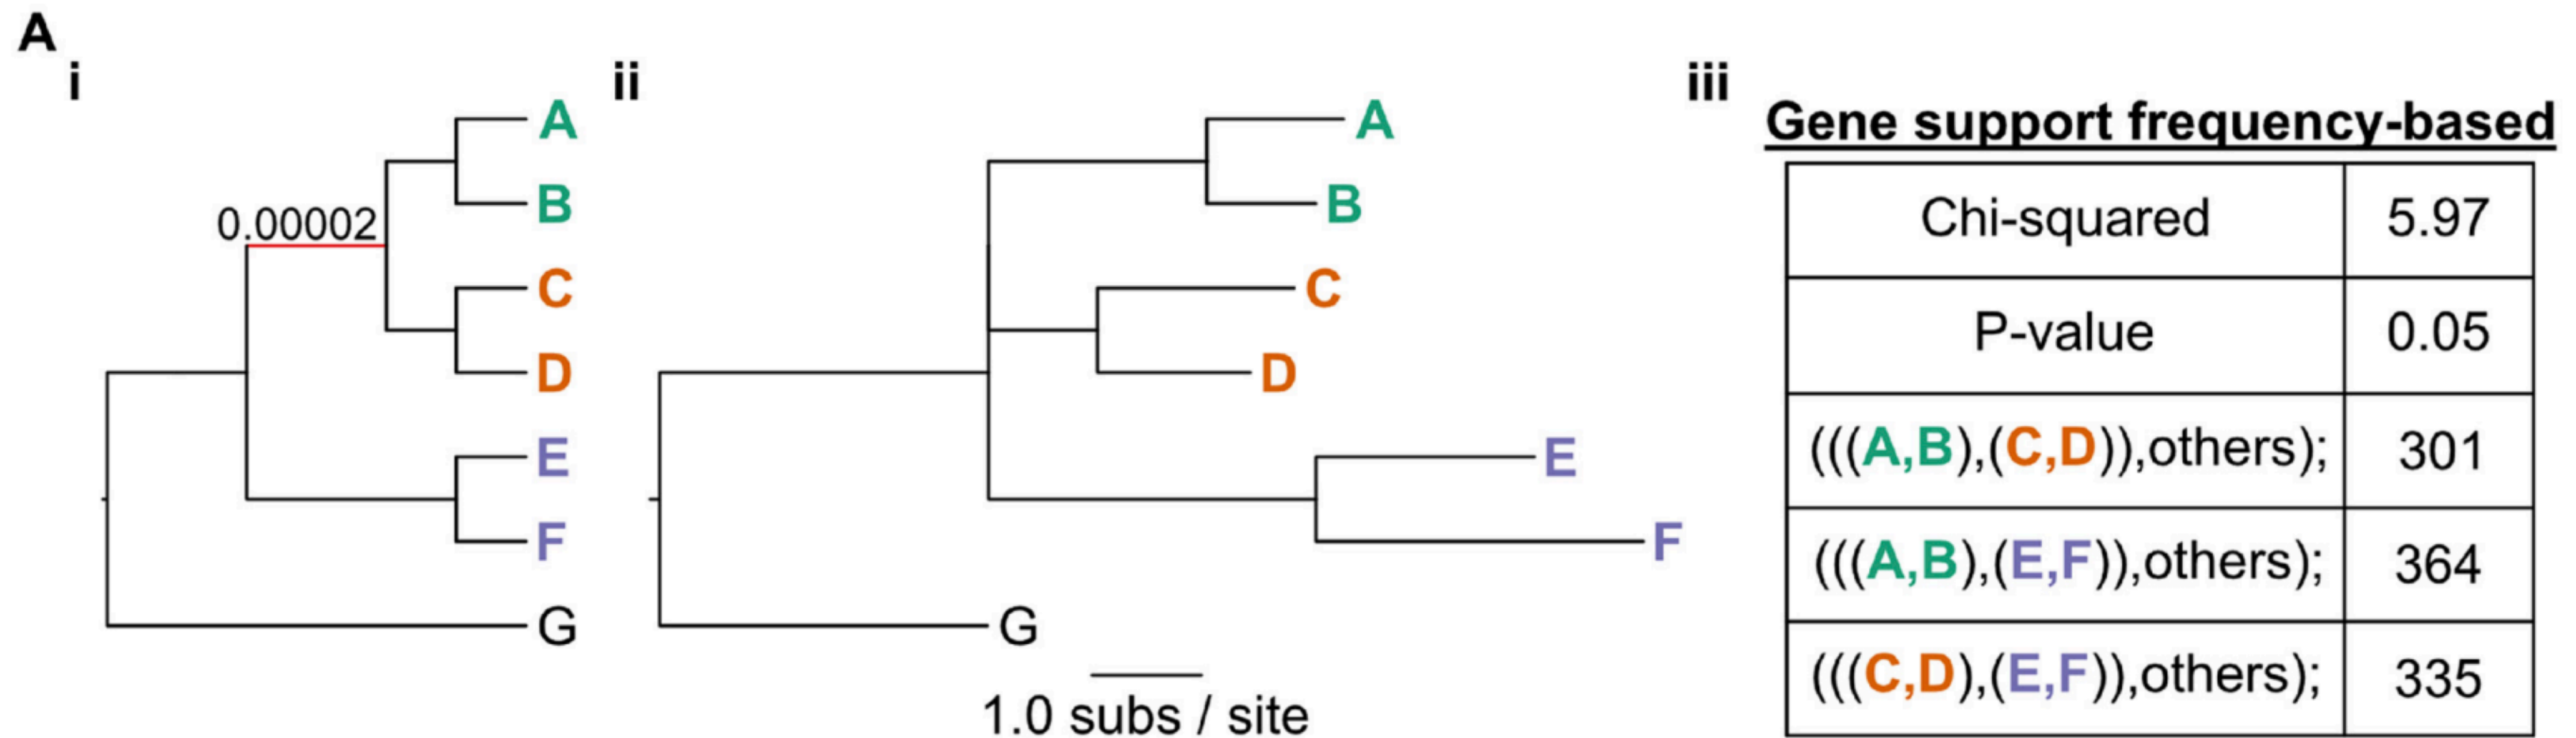 A
i
ii
iii
A
B
0.00002
C
D
E
F
G
A
B
C
D
E
F
G
1.0 subs / site
Gene support frequency-based
Chi-squared 5.97
P-value 0.05
(((A,B),(C,D)),others); 301
(((A,B),(E,F)),others); 364
(((C,D),(E,F)),others); 335